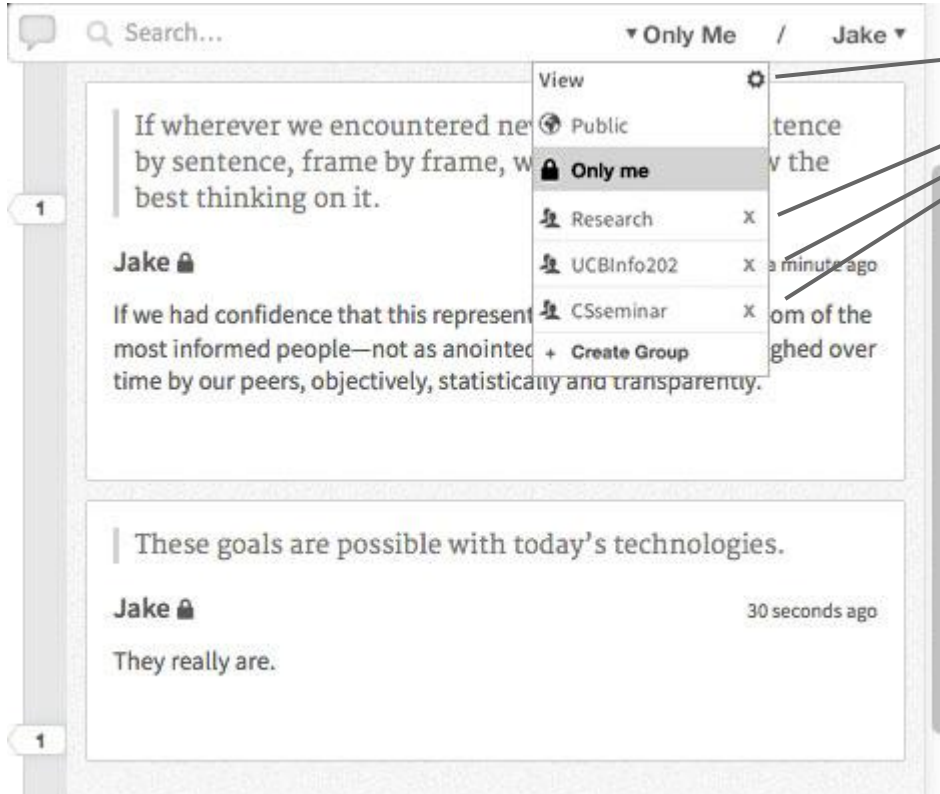 Search...
▾ Only Me / Jake ▾
View
Public
Only me
Research x
UCBInfo202 x
CSseminar x
+ Create Group
If wherever we encountered ne tence
by sentence, frame by frame, w the
best thinking on it.
1
Jake
a minute ago
If we had confidence that this represent om of the
most informed people—not as anointed ghed over
time by our peers, objectively, statistically and transparently.
These goals are possible with today's technologies.
Jake 30 seconds ago
They really are.
1